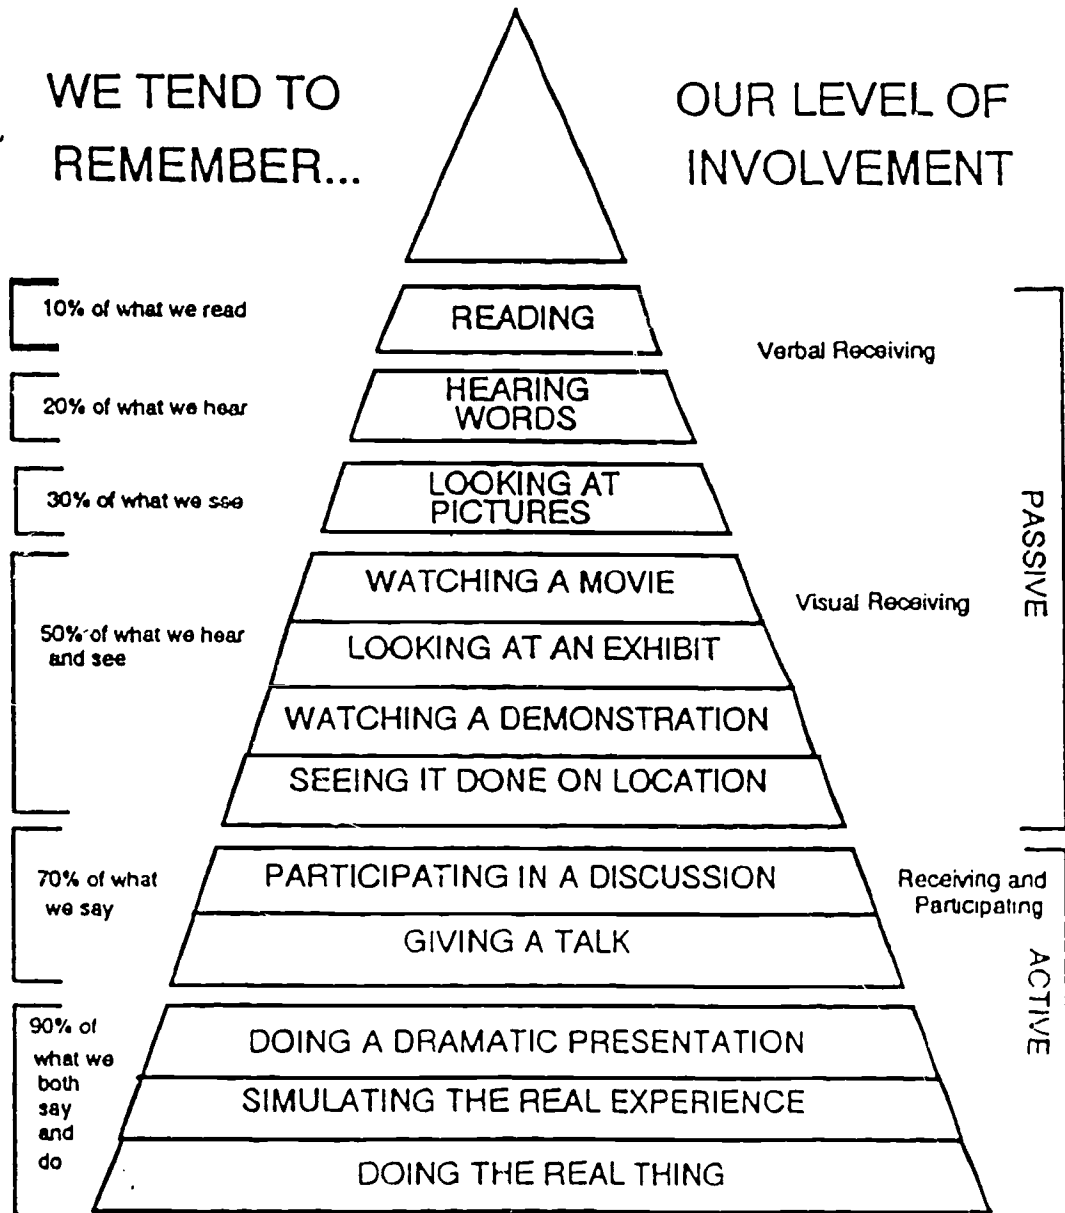 WE TEND TO
REMEMBER...
OUR LEVEL OF
INVOLVEMENT
10% of what we read
READING
Verbal Receiving
20% of what we hear
HEARING
WORDS
30% of what we see
LOOKING AT
PICTURES
PASSIVE
50% of what we hear
and see
WATCHING A MOVIE
Visual Receiving
LOOKING AT AN EXHIBIT
WATCHING A DEMONSTRATION
SEEING IT DONE ON LOCATION
70% of what
we say
PARTICIPATING IN A DISCUSSION
Receiving and
Participating
GIVING A TALK
ACTIVE
90% of
what we
both
say
and
do
DOING A DRAMATIC PRESENTATION
SIMULATING THE REAL EXPERIENCE
DOING THE REAL THING